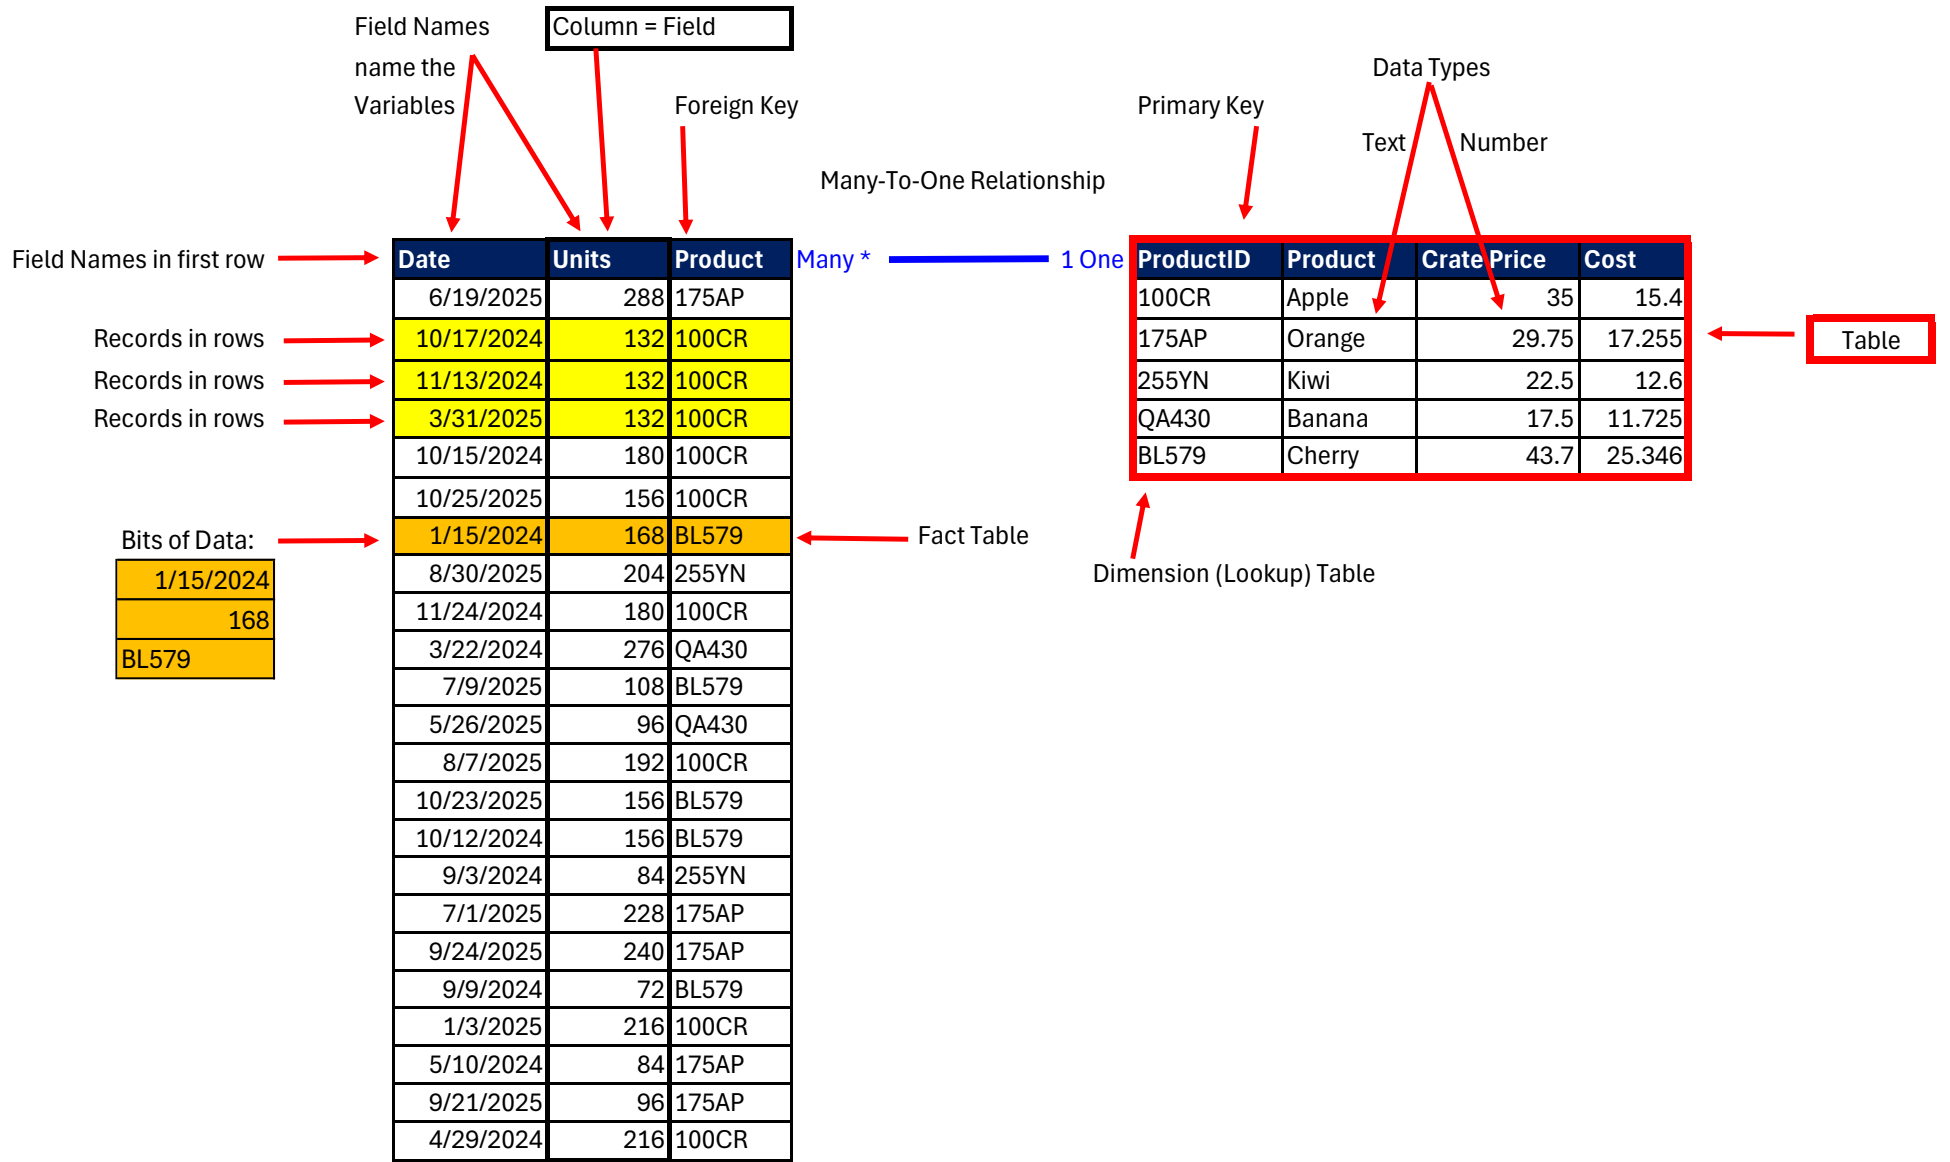 Field Names
name the
Variables
Column = Field
Foreign Key
Primary Key
Data Types
Text
Number
Many-To-One Relationship
Field Names in first row
Date Units Product
Many *
1 One
ProductID Product Crate Price Cost
6/19/2025 288 175AP
100CR Apple 35 15.4
Records in rows
10/17/2024 132 100CR
175AP Orange 29.75 17.255
Table
Records in rows
11/13/2024 132 100CR
255YN Kiwi 22.5 12.6
Records in rows
3/31/2025 132 100CR
QA430 Banana 17.5 11.725
10/15/2024 180 100CR
BL579 Cherry 43.7 25.346
10/25/2025 156 100CR
Bits of Data:
1/15/2024 168 BL579
Fact Table
1/15/2024
8/30/2025 204 255YN
Dimension (Lookup) Table
168
11/24/2024 180 100CR
BL579
3/22/2024 276 QA430
7/9/2025 108 BL579
5/26/2025 96 QA430
8/7/2025 192 100CR
10/23/2025 156 BL579
10/12/2024 156 BL579
9/3/2024 84 255YN
7/1/2025 228 175AP
9/24/2025 240 175AP
9/9/2024 72 BL579
1/3/2025 216 100CR
5/10/2024 84 175AP
9/21/2025 96 175AP
4/29/2024 216 100CR